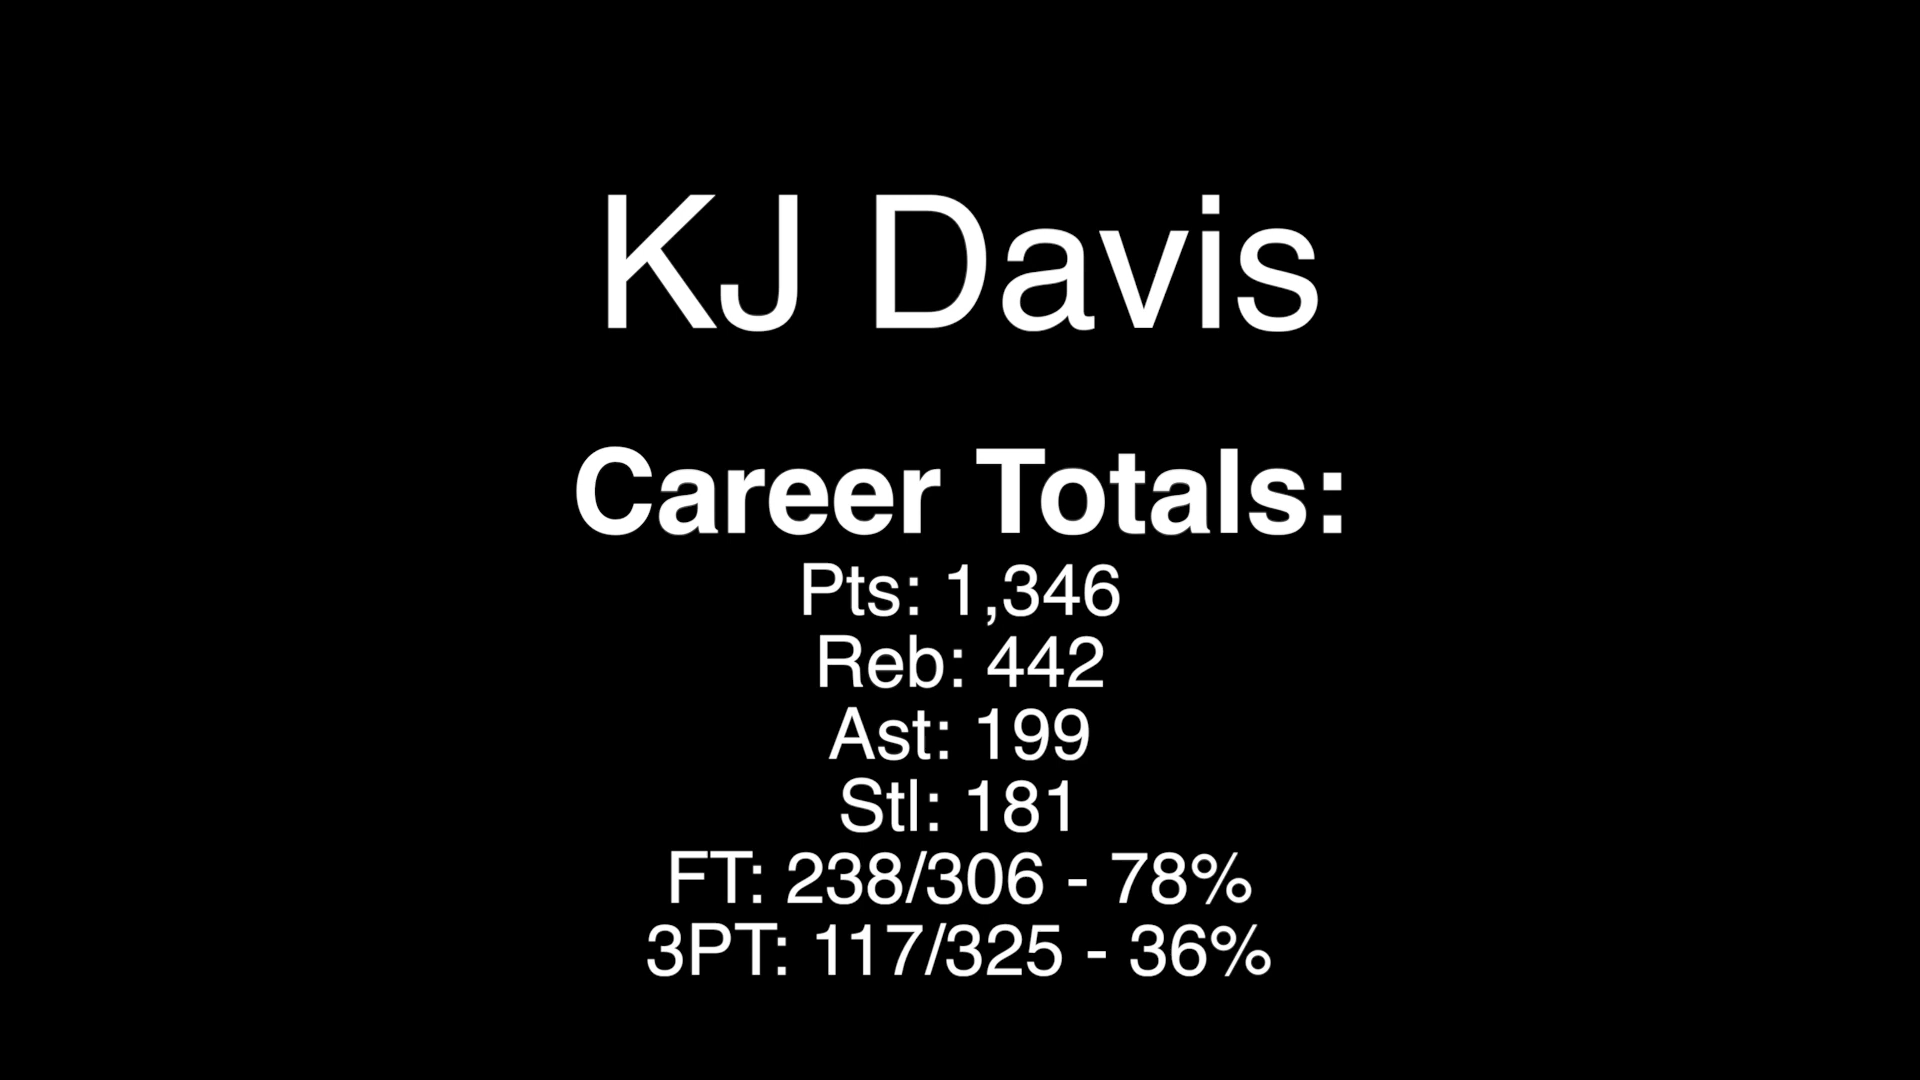 KJ Davis
Career Totals:
Pts: 1,346
Reb: 442
Ast: 199
Stl: 181
FT: 238/306 - 78%
3PT: 117/325 - 36%